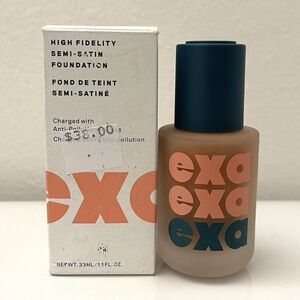 HIGH FIDELITY
SEMI-SATIN
FOUNDATION
FOND DE TEINT
SEMI-SATINÉ
Charged with
$38.00
exa
NET WT. 33ML/1.1 FL. OZ.
exa
exa
exa